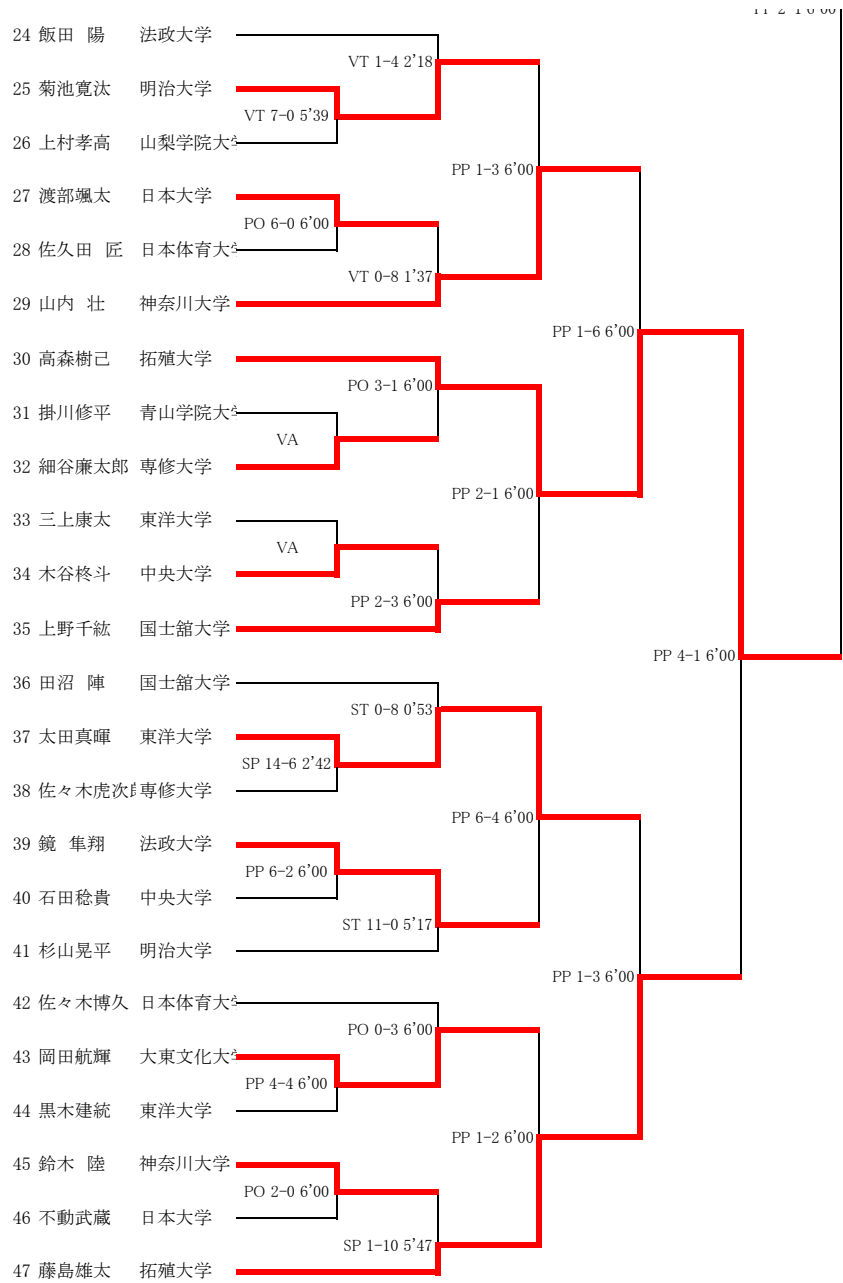 24 飯田 陽 法政大学
VT 1-4 2'18
25 菊池寛汰 明治大学
VT 7-0 5'39
26 上村孝高 山梨学院大学
PP 1-3 6'00
27 渡部颯太 日本大学
PO 6-0 6'00
28 佐久田 匠 日本体育大学
VT 0-8 1'37
29 山内 壮 神奈川大学
PP 1-6 6'00
30 高森樹己 拓殖大学
PO 3-1 6'00
31 掛川修平 青山学院大学
VA
32 細谷廉太郎 専修大学
PP 2-1 6'00
33 三上康太 東洋大学
VA
34 木谷柊斗 中央大学
PP 2-3 6'00
35 上野千紘 国士舘大学
PP 4-1 6'00
36 田沼 陣 国士舘大学
ST 0-8 0'53
37 太田真暉 東洋大学
SP 14-6 2'42
38 佐々木虎次 専修大学
PP 6-4 6'00
39 鏡 隼翔 法政大学
PP 6-2 6'00
40 石田稔貴 中央大学
ST 11-0 5'17
41 杉山晃平 明治大学
PP 1-3 6'00
42 佐々木博久 日本体育大学
PO 0-3 6'00
43 岡田航輝 大東文化大学
PP 4-4 6'00
44 黒木建統 東洋大学
PP 1-2 6'00
45 鈴木 陸 神奈川大学
PO 2-0 6'00
46 不動武蔵 日本大学
SP 1-10 5'47
47 藤島雄太 拓殖大学